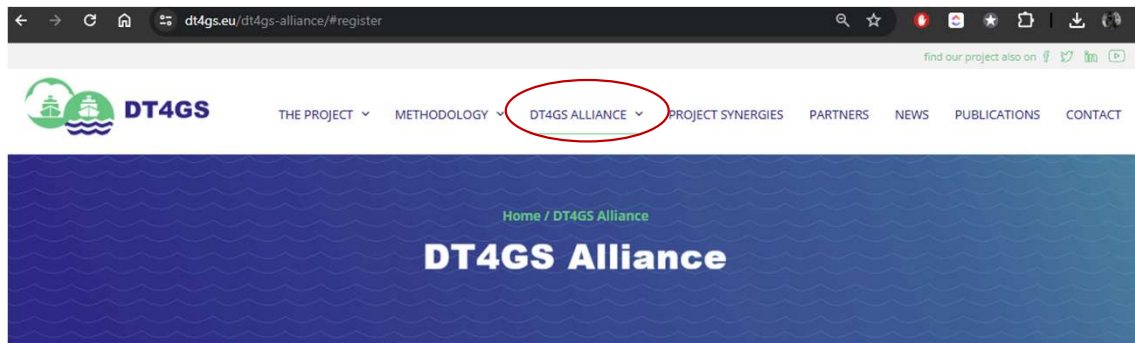 dt4gs.eu/dt4gs-alliance/#register
find our project also on
DT4GS
THE PROJECT METHODOLOGY DT4GS ALLIANCE PROJECT SYNERGIES PARTNERS NEWS PUBLICATIONS CONTACT
Home / DT4GS Alliance
DT4GS Alliance